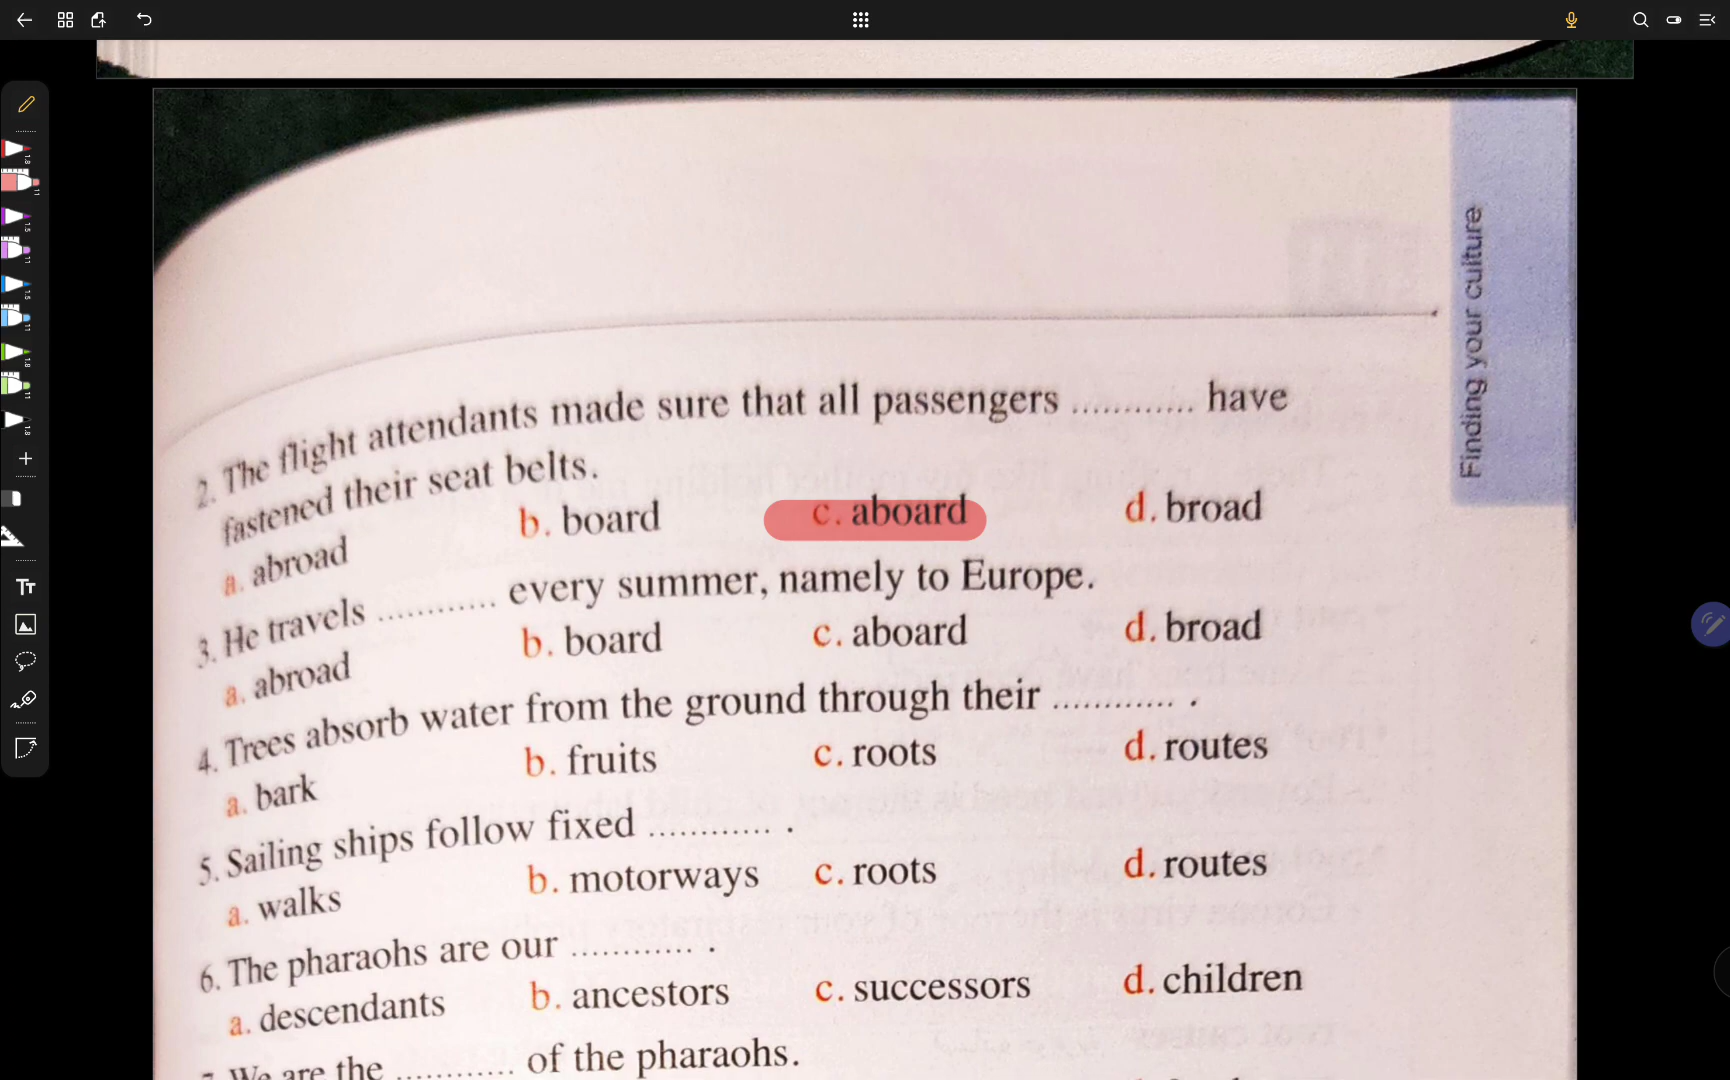 Finding your culture
2. The flight attendants made sure that all passengers ............ have
fastened their seat belts.
a. abroad b. board c. aboard d. broad
3. He travels ............ every summer, namely to Europe.
a. abroad b. board c. aboard d. broad
4. Trees absorb water from the ground through their ............ .
a. bark b. fruits c. roots d. routes
5. Sailing ships follow fixed ............ .
a. walks b. motorways c. roots d. routes
6. The pharaohs are our ............ .
a. descendants b. ancestors c. successors d. children
We are the ............ of the pharaohs.